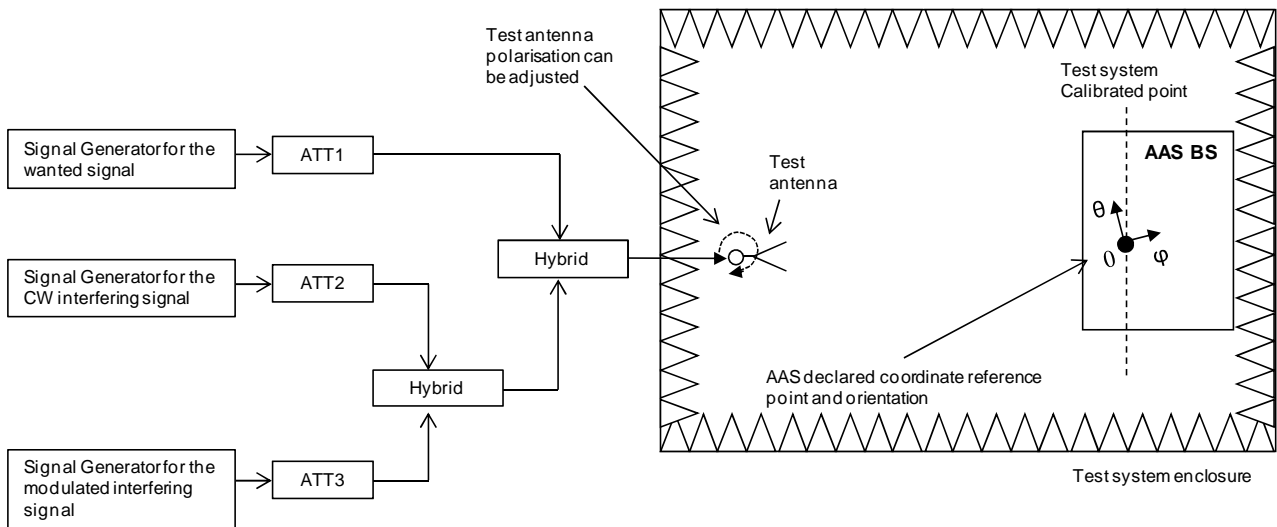 Test antenna
polarisation can
be adjusted
Test system
Calibrated point
Signal Generator for the
wanted signal
ATT1
AAS BS
Test
antenna
θ
0
φ
Hybrid
Signal Generator for the
CW interfering signal
ATT2
Hybrid
AAS declared coordinate reference
point and orientation
Signal Generator for the
modulated interfering
signal
ATT3
Test system enclosure